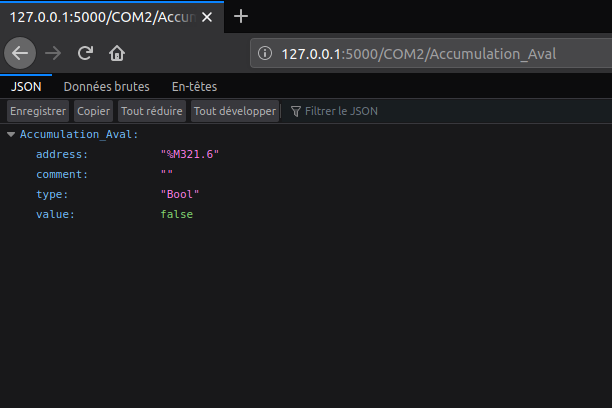 127.0.0.1:5000/COM2/Accun
127.0.0.1:5000/COM2/Accumulation_Aval
JSON Données brutes En-têtes
Enregistrer Copier Tout réduire Tout développer Filtrer le JSON
Accumulation_Aval:
address: "%M321.6"
comment: ""
type: "Bool"
value: false